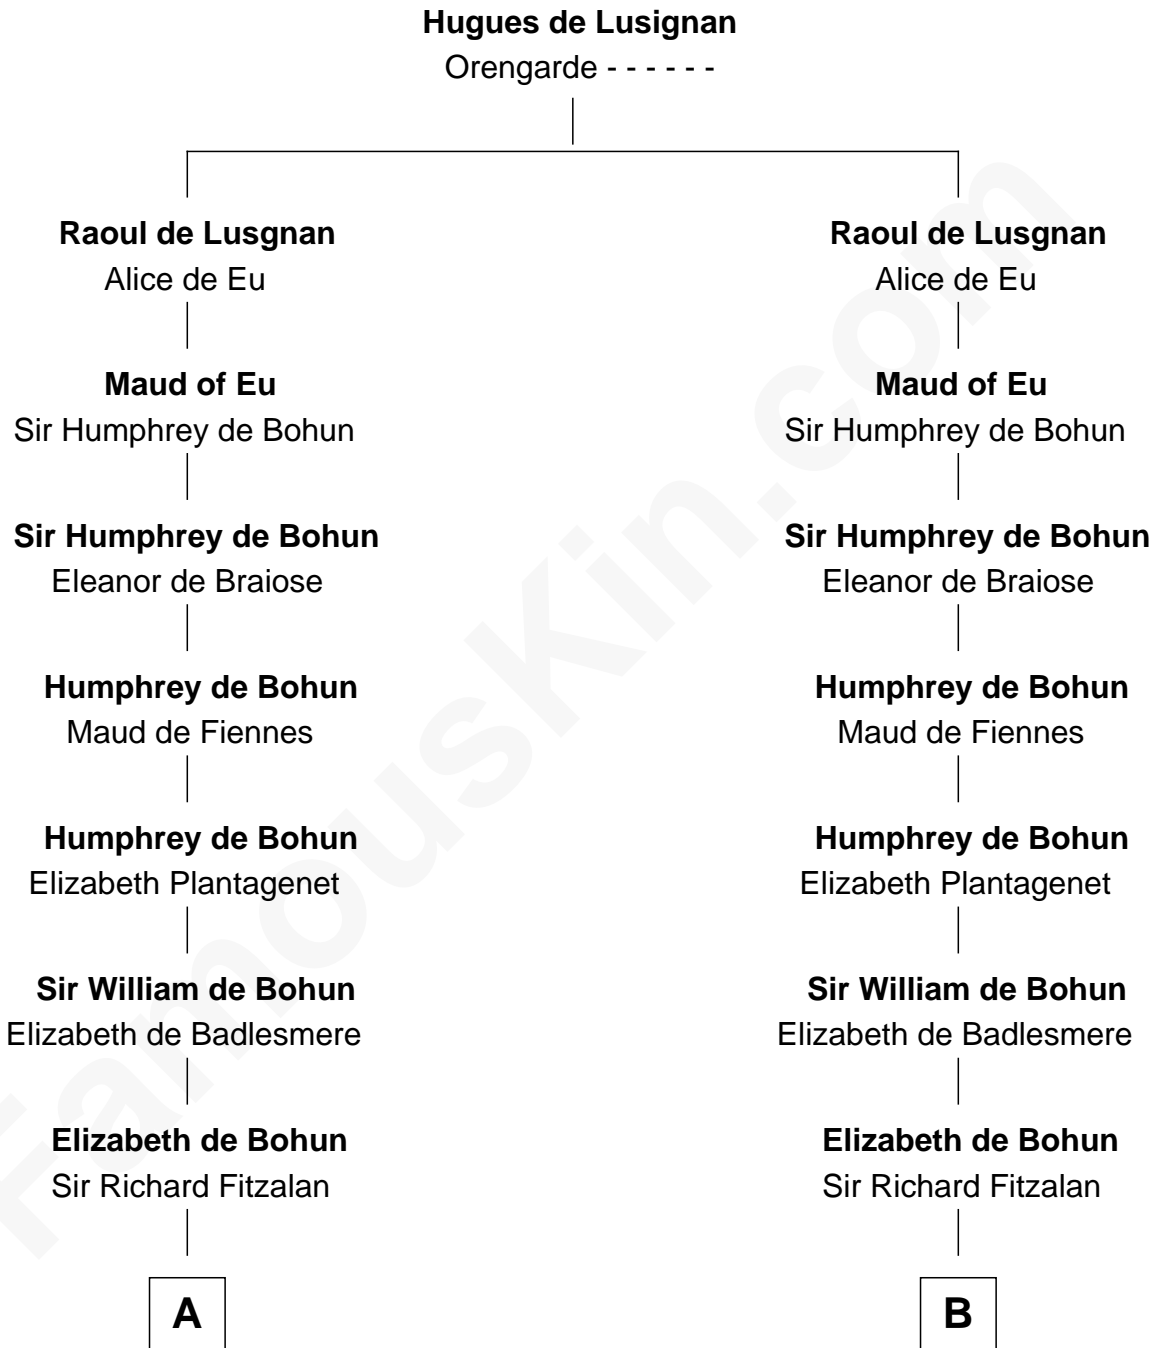 Hugues de Lusignan
Orengarde - - - - - -
Raoul de Lusgnan
Alice de Eu
Maud of Eu
Sir Humphrey de Bohun
Sir Humphrey de Bohun
Eleanor de Braiose
Humphrey de Bohun
Maud de Fiennes
Humphrey de Bohun
Elizabeth Plantagenet
Sir William de Bohun
Elizabeth de Badlesmere
Elizabeth de Bohun
Sir Richard Fitzalan
A
Raoul de Lusgnan
Alice de Eu
Maud of Eu
Sir Humphrey de Bohun
Sir Humphrey de Bohun
Eleanor de Braiose
Humphrey de Bohun
Maud de Fiennes
Humphrey de Bohun
Elizabeth Plantagenet
Sir William de Bohun
Elizabeth de Badlesmere
Elizabeth de Bohun
Sir Richard Fitzalan
B
FamousKin.com